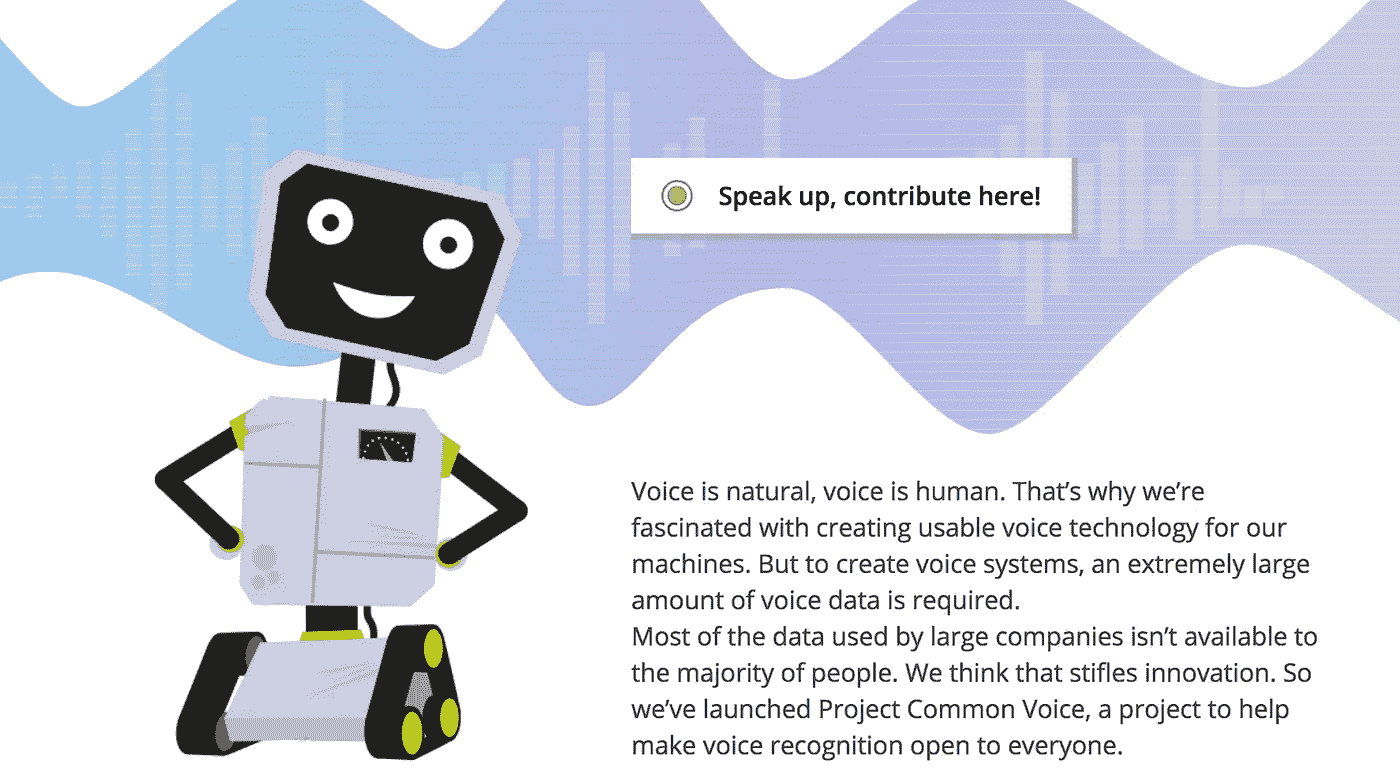 Speak up, contribute here!
Voice is natural, voice is human. That’s why we’re
fascinated with creating usable voice technology for our
machines. But to create voice systems, an extremely large
amount of voice data is required.
Most of the data used by large companies isn’t available to
the majority of people. We think that stifles innovation. So
we’ve launched Project Common Voice, a project to help
make voice recognition open to everyone.